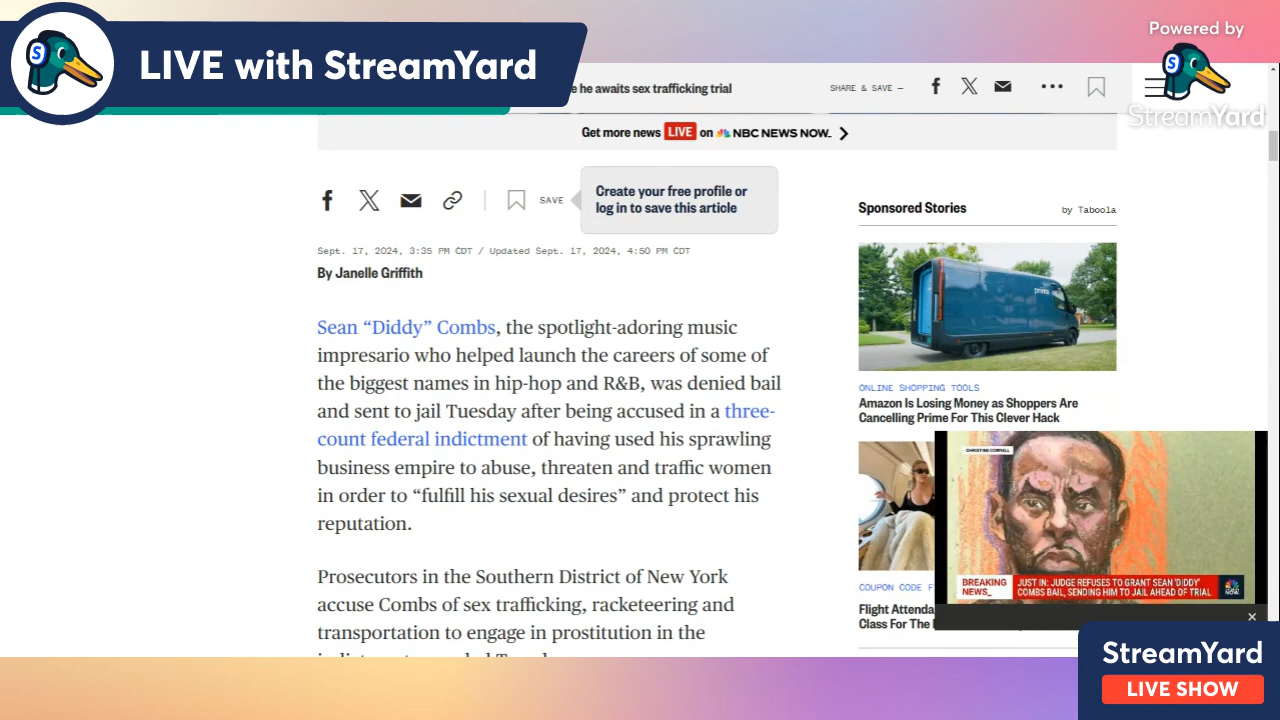 LIVE with StreamYard
Powered by
StreamYard
e he awaits sex trafficking trial
SHARE & SAVE —
Get more news LIVE on NBC NEWS NOW.
SAVE
Create your free profile or
log in to save this article
Sept. 17, 2024, 3:35 PM CDT / Updated Sept. 17, 2024, 4:50 PM CDT
By Janelle Griffith
Sean “Diddy” Combs, the spotlight-adoring music
impresario who helped launch the careers of some of
the biggest names in hip-hop and R&B, was denied bail
and sent to jail Tuesday after being accused in a three-
count federal indictment of having used his sprawling
business empire to abuse, threaten and traffic women
in order to “fulfill his sexual desires” and protect his
reputation.
Prosecutors in the Southern District of New York
accuse Combs of sex trafficking, racketeering and
transportation to engage in prostitution in the
Sponsored Stories
by Taboola
prime
ONLINE SHOPPING TOOLS
Amazon Is Losing Money as Shoppers Are
Cancelling Prime For This Clever Hack
COUPON CODE F
Flight Attenda
Class For The
CHRISTINE CORNELL
BREAKING
NEWS_
JUST IN: JUDGE REFUSES TO GRANT SEAN 'DIDDY'
COMBS BAIL, SENDING HIM TO JAIL AHEAD OF TRIAL
NOW
StreamYard
LIVE SHOW